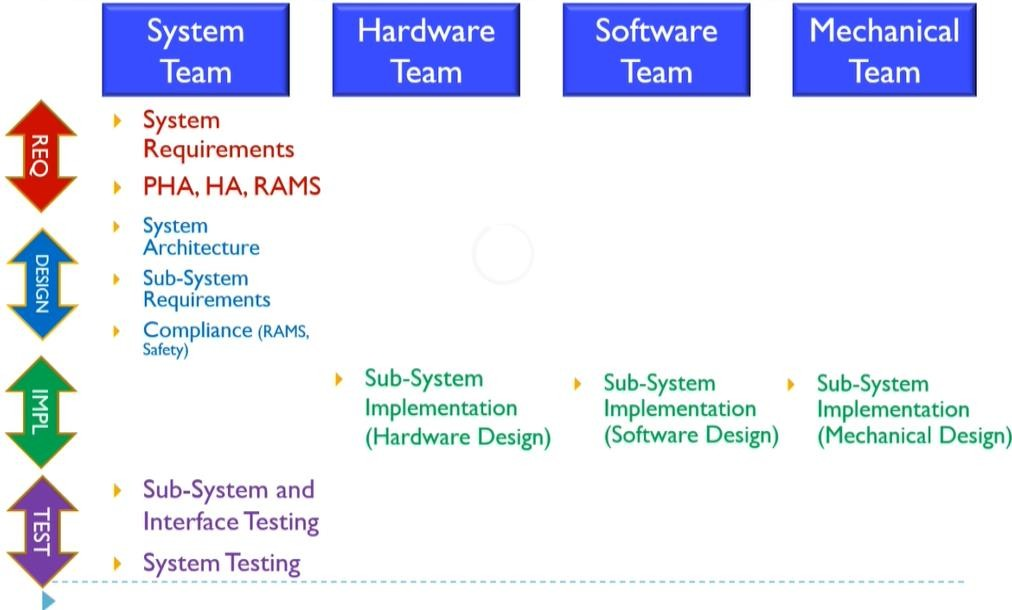 System
Team
Hardware
Team
Software
Team
Mechanical
Team
REQ
System
Requirements
PHA, HA, RAMS
DESIGN
System
Architecture
Sub-System
Requirements
Compliance (RAMS,
Safety)
IMPL
Sub-System
Implementation
(Hardware Design)
Sub-System
Implementation
(Software Design)
Sub-System
Implementation
(Mechanical Design)
TEST
Sub-System and
Interface Testing
System Testing